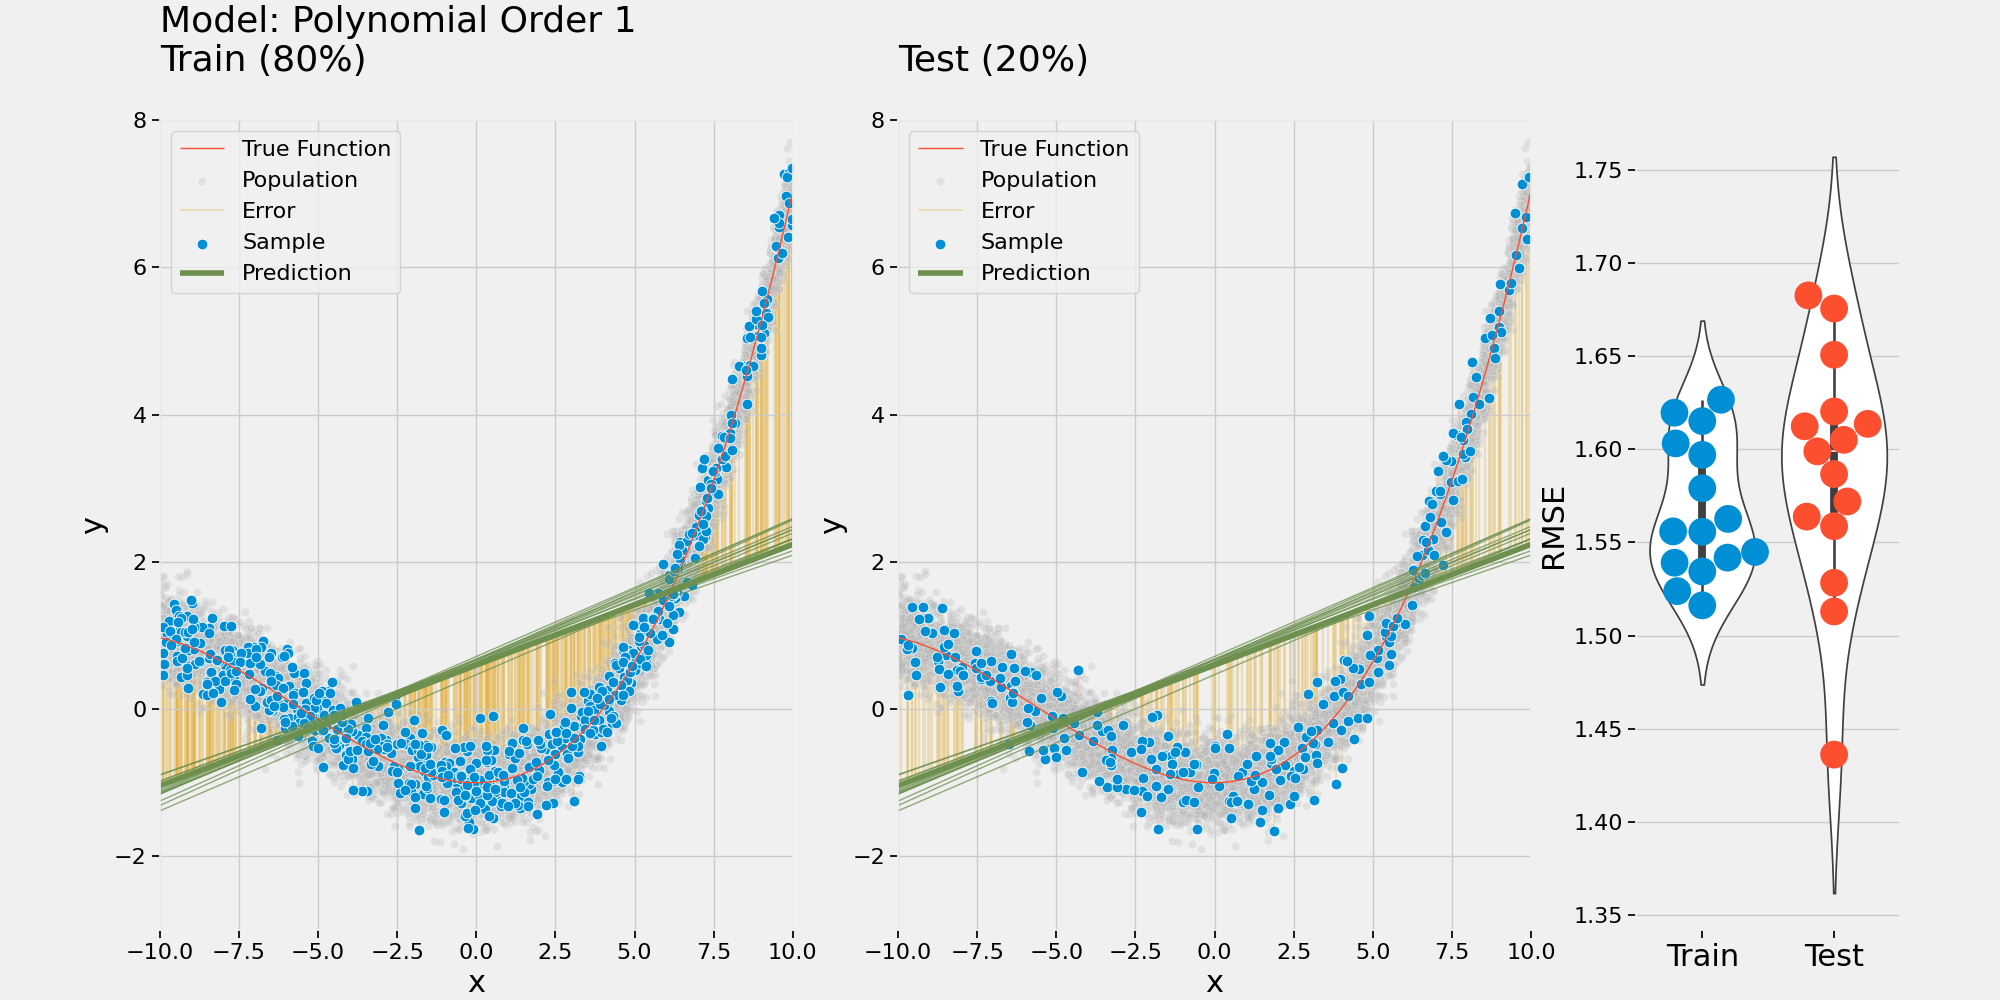 Model: Polynomial Order 1
Train (80%)
8
6
4
2
0
−2
y
True Function
Population
Error
Sample
Prediction
−10.0 −7.5 −5.0 −2.5 0.0 2.5 5.0 7.5 10.0
x
Test (20%)
8
6
4
2
0
−2
y
True Function
Population
Error
Sample
Prediction
−10.0 −7.5 −5.0 −2.5 0.0 2.5 5.0 7.5 10.0
x
1.75
1.70
1.65
1.60
1.55
1.50
1.45
1.40
1.35
RMSE
Train Test